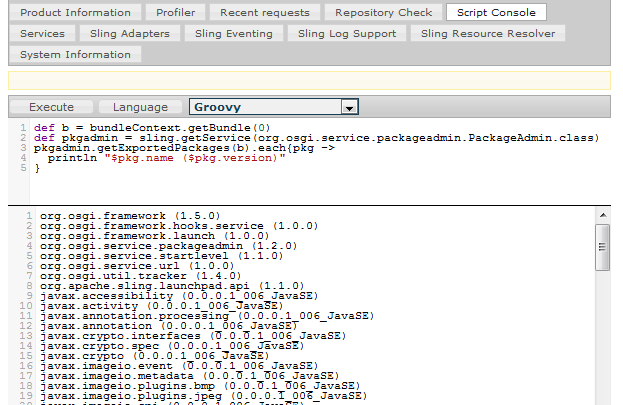 Product Information Profiler Recent requests Repository Check Script Console
Services Sling Adapters Sling Eventing Sling Log Support Sling Resource Resolver
System Information
Execute Language Groovy
1 def b = bundleContext.getBundle(0)
2 def pkgadmin = sling.getService(org.osgi.service.packageadmin.PackageAdmin.class)
3 pkgadmin.getExportedPackages(b).each{pkg ->
4 println "$pkg.name ($pkg.version)"
5 }
1 org.osgi.framework (1.5.0)
2 org.osgi.framework.hooks.service (1.0.0)
3 org.osgi.framework.launch (1.0.0)
4 org.osgi.service.packageadmin (1.2.0)
5 org.osgi.service.startlevel (1.1.0)
6 org.osgi.service.url (1.0.0)
7 org.osgi.util.tracker (1.4.0)
8 org.apache.sling.launchpad.api (1.1.0)
9 javax.accessibility (0.0.0.1_006_JavaSE)
10 javax.activity (0.0.0.1_006_JavaSE)
11 javax.annotation.processing (0.0.0.1_006_JavaSE)
12 javax.annotation (0.0.0.1_006_JavaSE)
13 javax.crypto.interfaces (0.0.0.1_006_JavaSE)
14 javax.crypto.spec (0.0.0.1_006_JavaSE)
15 javax.crypto (0.0.0.1_006_JavaSE)
16 javax.imageio.event (0.0.0.1_006_JavaSE)
17 javax.imageio.metadata (0.0.0.1_006_JavaSE)
18 javax.imageio.plugins.bmp (0.0.0.1_006_JavaSE)
19 javax.imageio.plugins.jpeg (0.0.0.1_006_JavaSE)